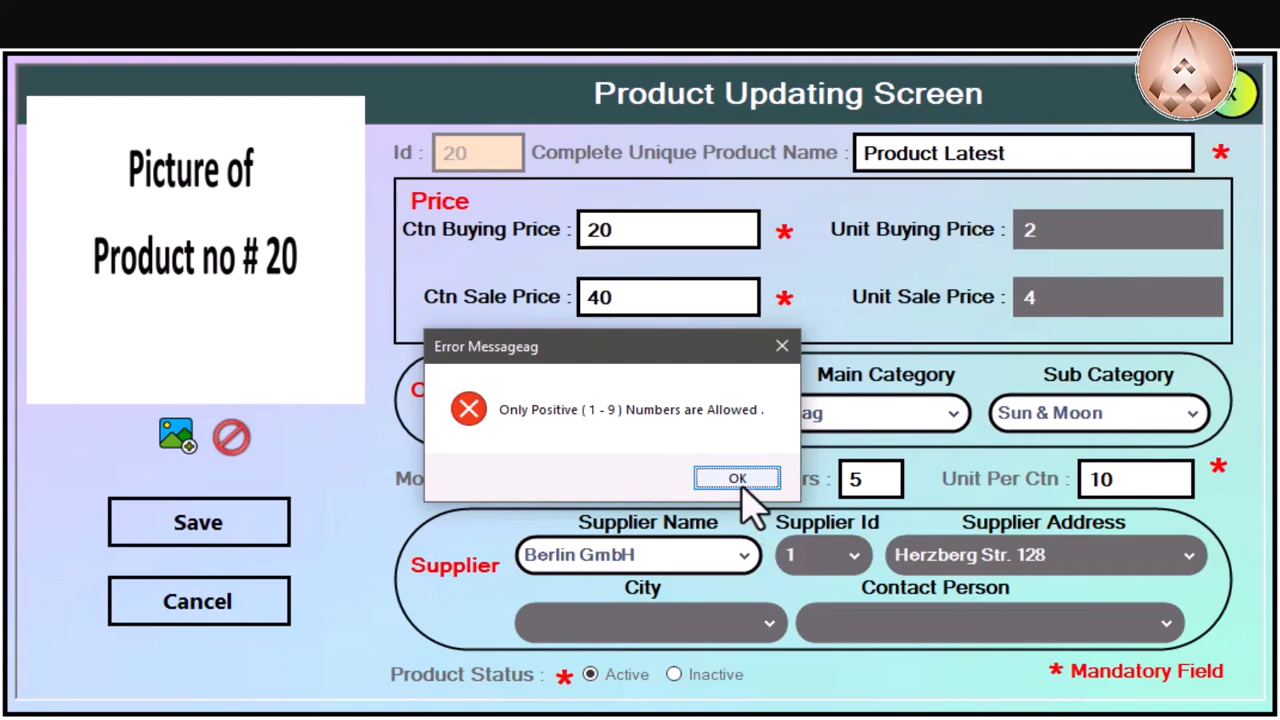 Product Updating Screen
X
Picture of
Product no # 20
Id :
20
Complete Unique Product Name :
Product Latest
*
Price
Ctn Buying Price :
20
*
Unit Buying Price :
2
Ctn Sale Price :
40
*
Unit Sale Price :
4
Error Messageag
Only Positive ( 1 - 9 ) Numbers are Allowed .
OK
Main Category
Sub Category
ag
Sun & Moon
Mo
rs :
5
Unit Per Ctn :
10
*
Save
Cancel
Supplier
Supplier Name
Supplier Id
Supplier Address
Berlin GmbH
1
Herzberg Str. 128
City
Contact Person
Product Status :
*
Active
Inactive
* Mandatory Field